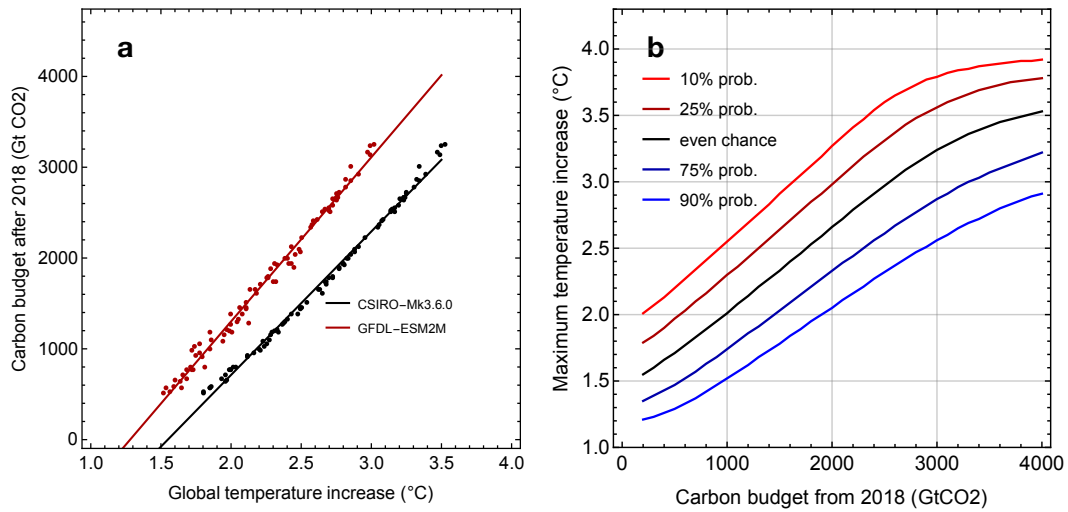 a
Carbon budget after 2018 (Gt CO2)
4000
3000
2000
1000
0
1.0 1.5 2.0 2.5 3.0 3.5 4.0
Global temperature increase (°C)
CSIRO-Mk3.6.0
GFDL-ESM2M
b
Maximum temperature increase (°C)
4.0
3.5
3.0
2.5
2.0
1.5
1.0
10% prob.
25% prob.
even chance
75% prob.
90% prob.
0 1000 2000 3000 4000
Carbon budget from 2018 (GtCO2)